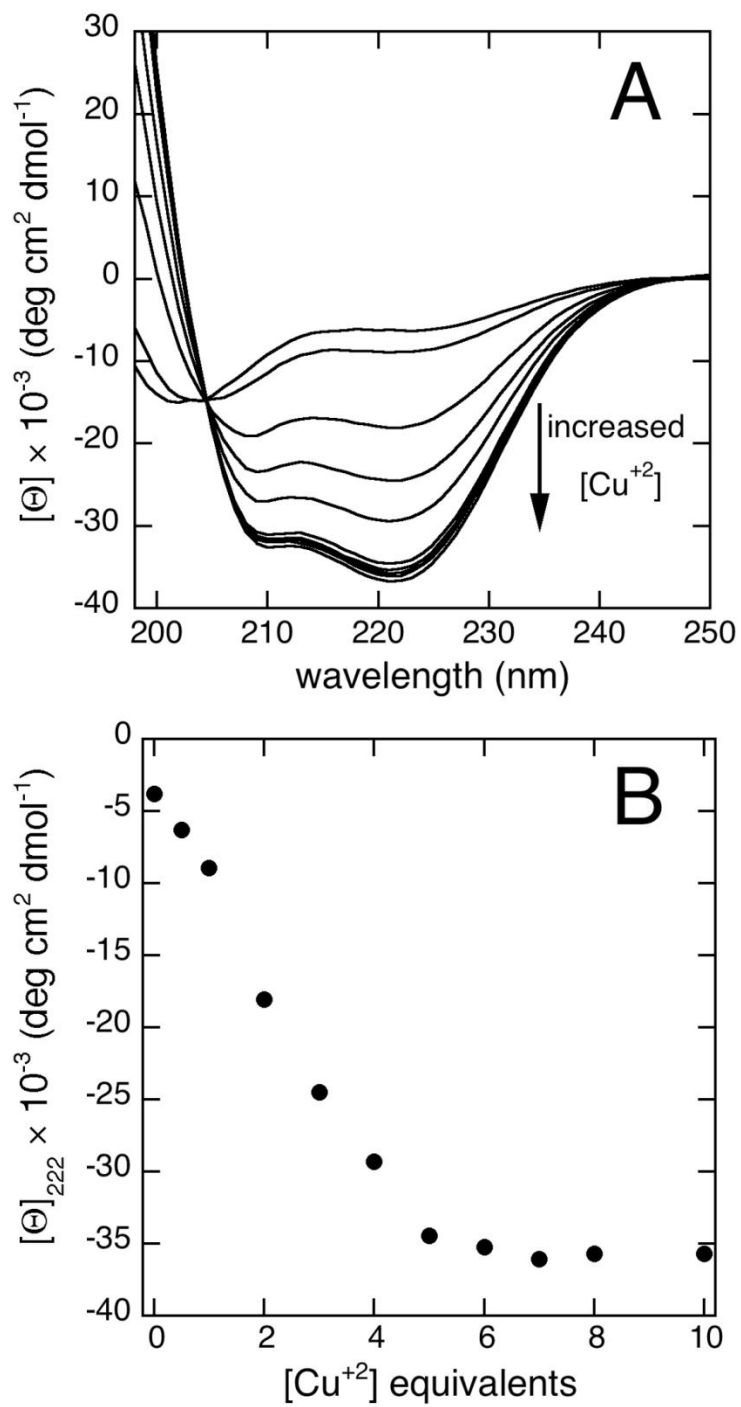 A
30
20
10
0
-10
-20
-30
-40
[Θ] × 10⁻³ (deg cm² dmol⁻¹)
increased
[Cu⁺²]
200 210 220 230 240 250
wavelength (nm)
B
0
-5
-10
-15
-20
-25
-30
-35
-40
[Θ]₂₂₂ × 10⁻³ (deg cm² dmol⁻¹)
0 2 4 6 8 10
[Cu⁺²] equivalents